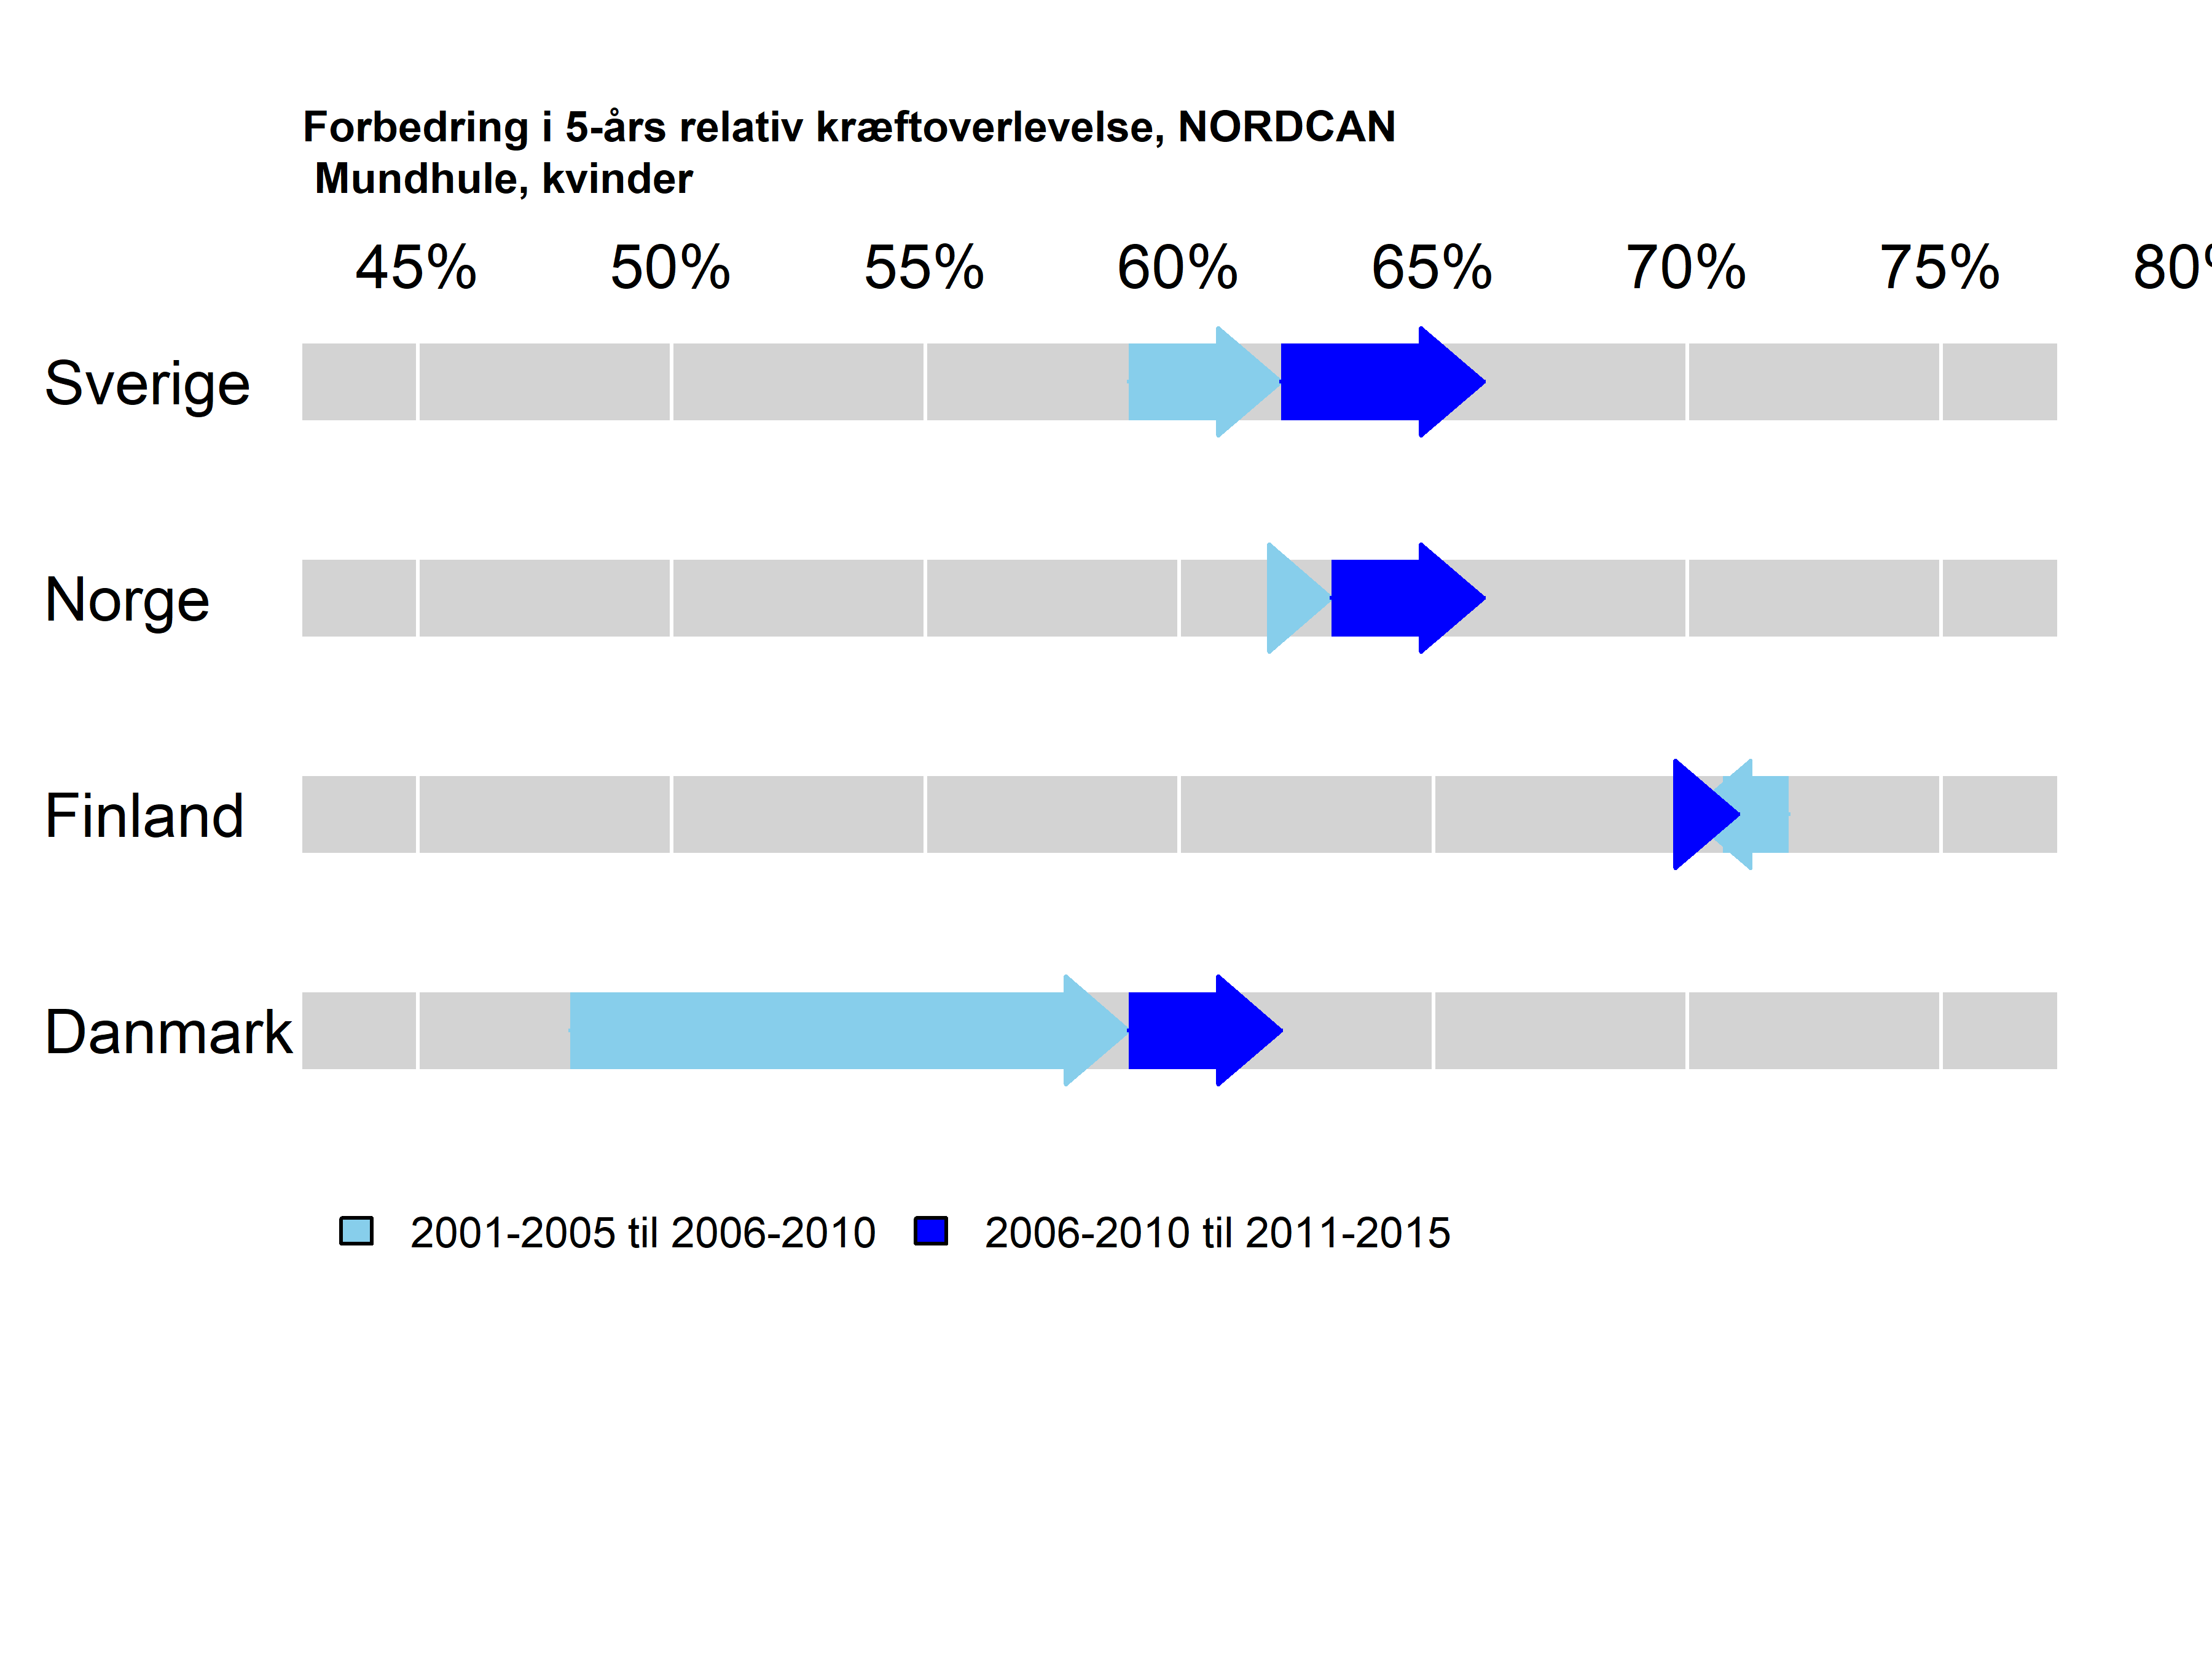 Forbedring i 5-års relativ kræftoverlevelse, NORDCAN
Mundhule, kvinder
45% 50% 55% 60% 65% 70% 75% 80%
Sverige
Norge
Finland
Danmark
2001-2005 til 2006-2010 2006-2010 til 2011-2015